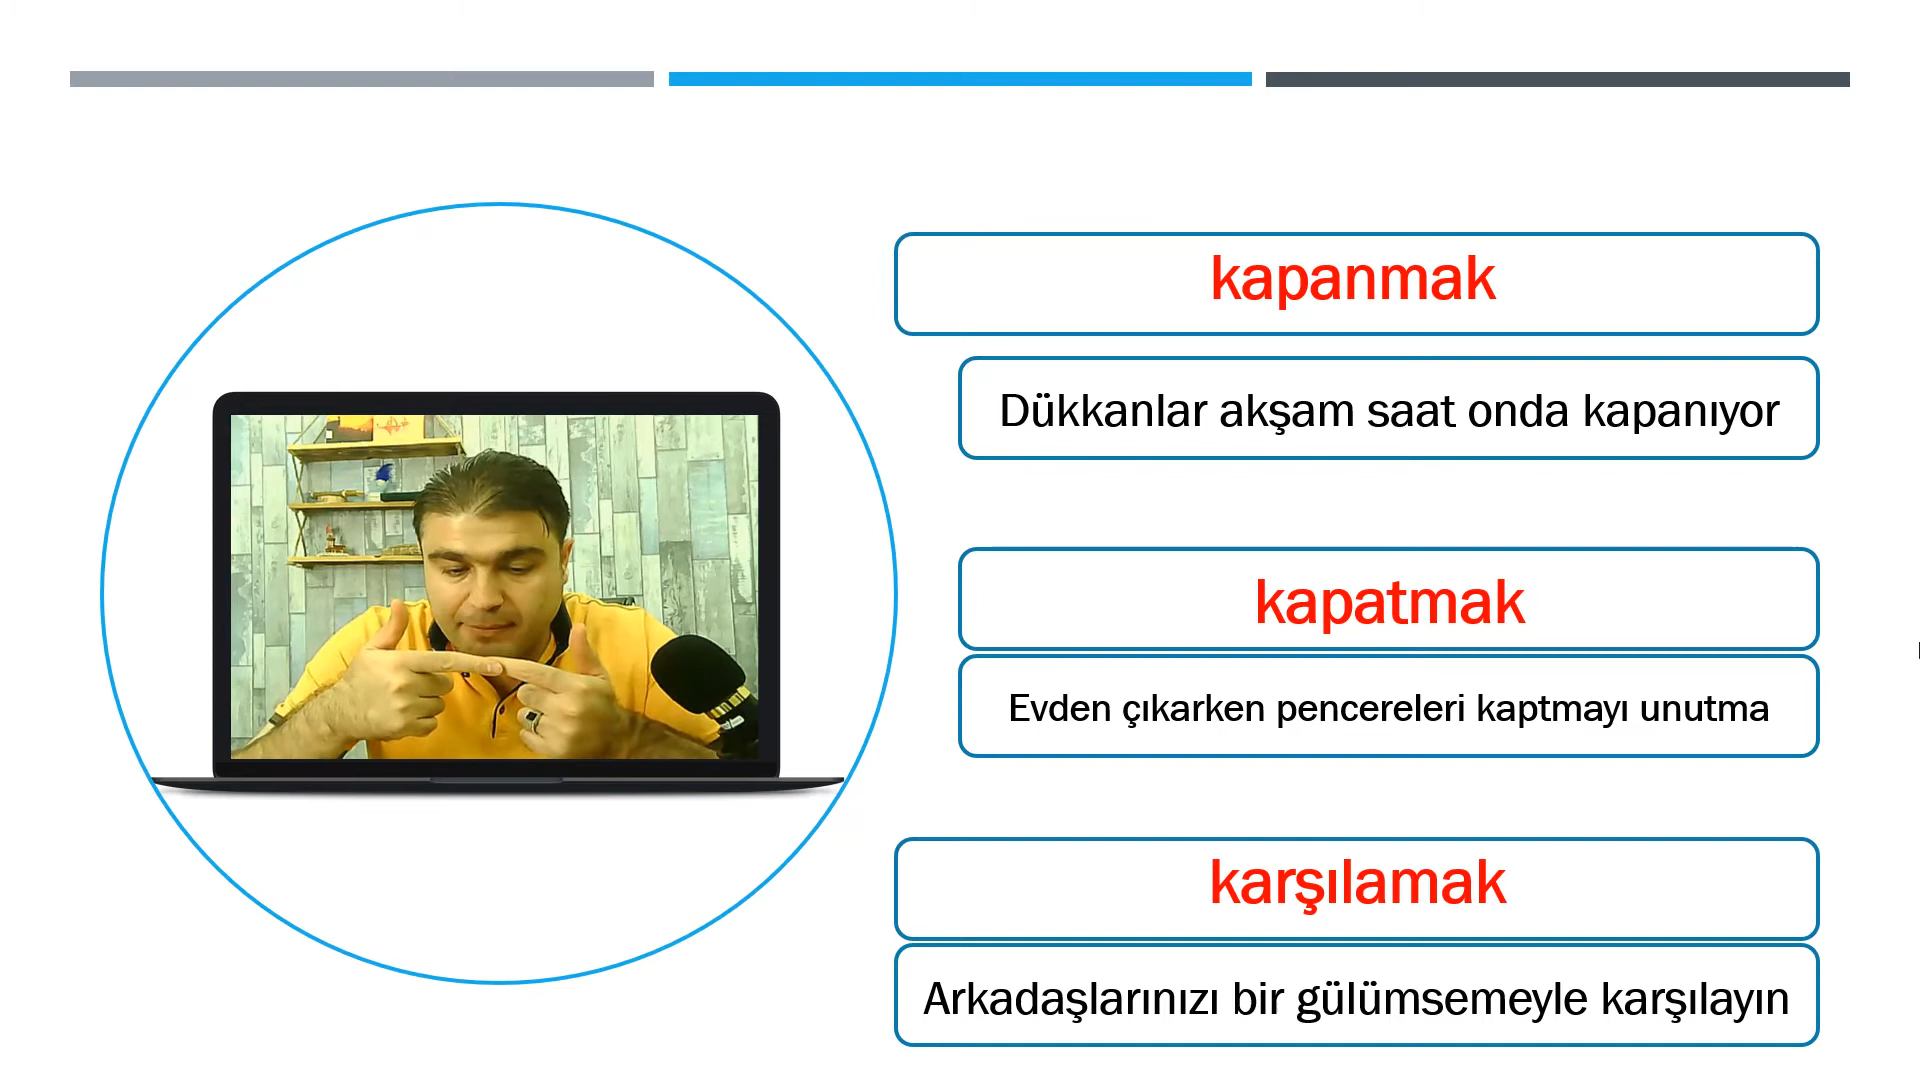 kapanmak
Dükkanlar akşam saat onda kapanıyor
kapatmak
Evden çıkarken pencereleri kaptmayı unutma
karşılamak
Arkadaşlarınızı bir gülümsemeyle karşılayın